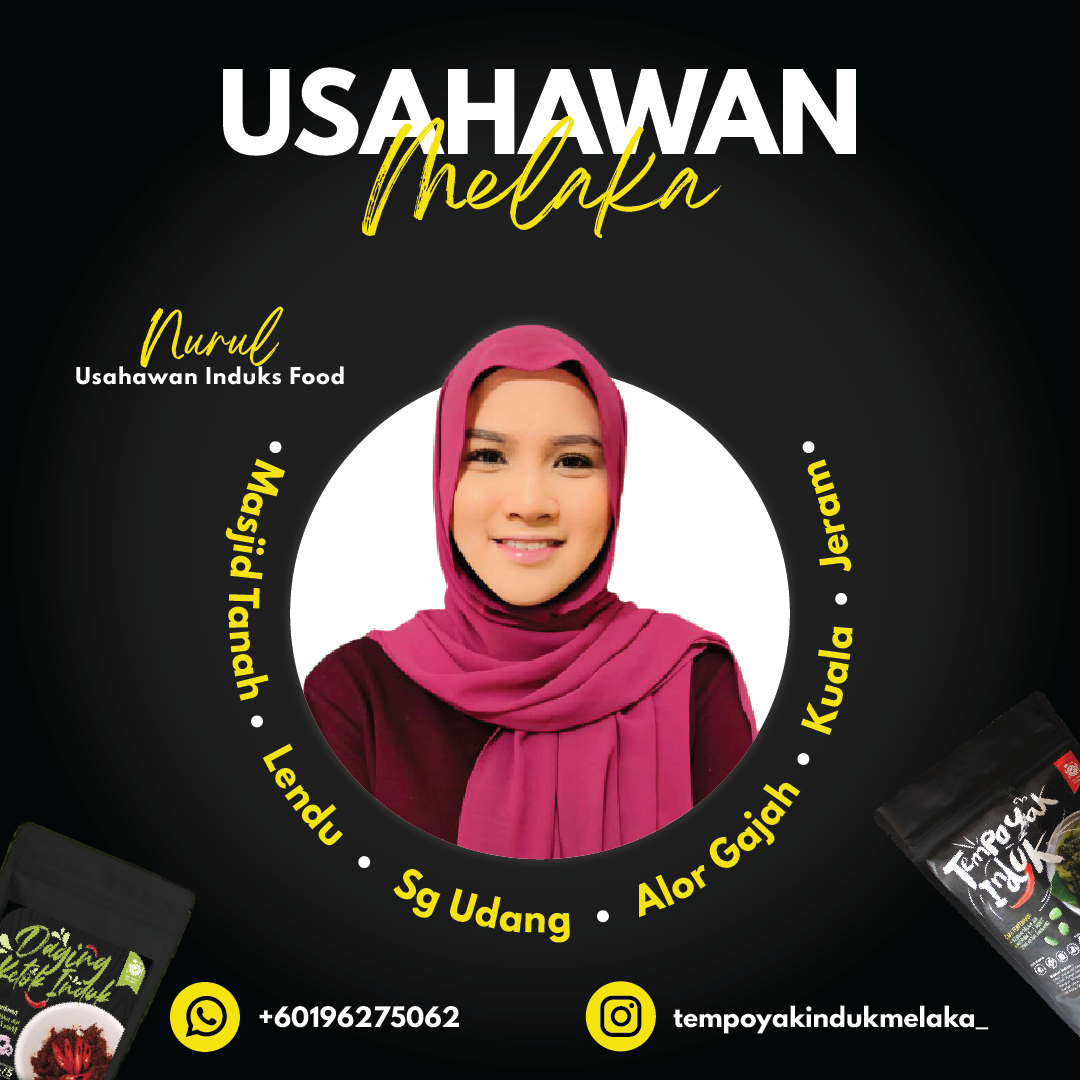 USAHAWAN
Melaka
Nurul
Usahawan Induks Food
• Masjid Tanah • Lendu • Sg Udang • Alor Gajah • Kuala • Jeram •
Tempoyak
Induk
Daging
Ketok Induk
+60196275062
tempoyakindukmelaka_